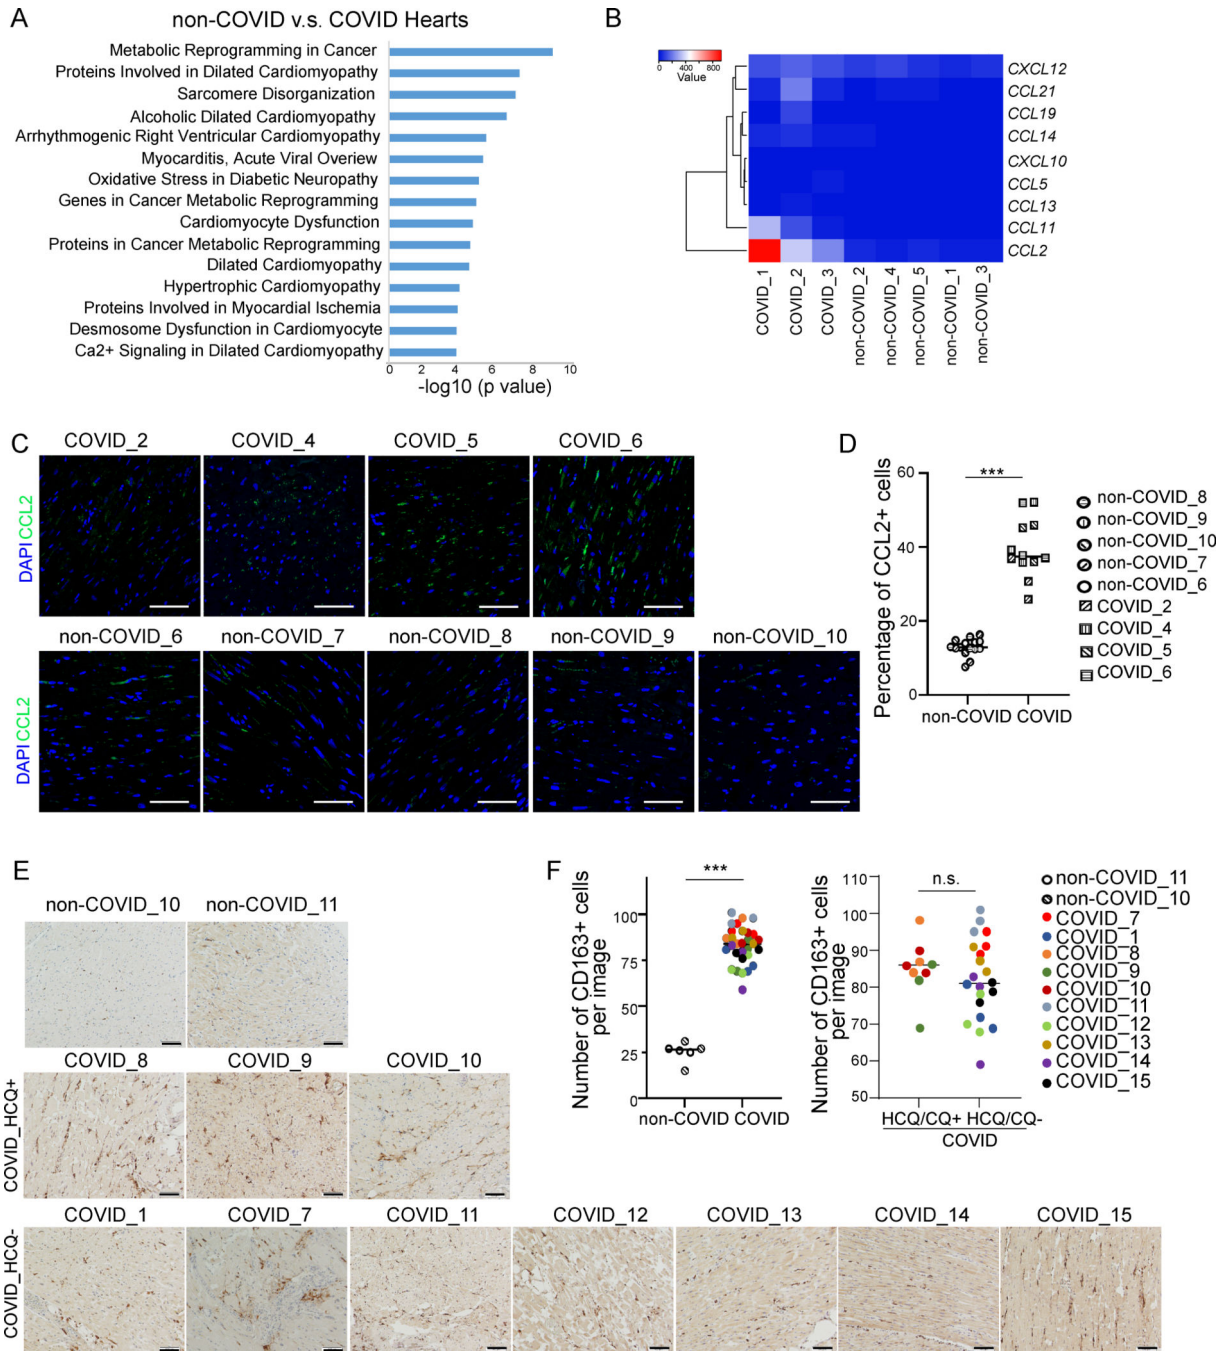 A
non-COVID v.s. COVID Hearts
Metabolic Reprogramming in Cancer
Proteins Involved in Dilated Cardiomyopathy
Sarcomere Disorganization
Alcoholic Dilated Cardiomyopathy
Arrhythmogenic Right Ventricular Cardiomyopathy
Myocarditis, Acute Viral Overiew
Oxidative Stress in Diabetic Neuropathy
Genes in Cancer Metabolic Reprogramming
Cardiomyocyte Dysfunction
Proteins in Cancer Metabolic Reprogramming
Dilated Cardiomyopathy
Hypertrophic Cardiomyopathy
Proteins Involved in Myocardial Ischemia
Desmosome Dysfunction in Cardiomyocyte
Ca2+ Signaling in Dilated Cardiomyopathy
0 2 4 6 8 10
-log10 (p value)
B
0 400 800
Value
CXCL12
CCL21
CCL19
CCL14
CXCL10
CCL5
CCL13
CCL11
CCL2
COVID_1
COVID_2
COVID_3
non-COVID_2
non-COVID_4
non-COVID_5
non-COVID_1
non-COVID_3
C
COVID_2 COVID_4 COVID_5 COVID_6
DAPI CCL2
non-COVID_6 non-COVID_7 non-COVID_8 non-COVID_9 non-COVID_10
DAPI CCL2
D
Percentage of CCL2+ cells
60
40
20
0
***
non-COVID COVID
non-COVID_8
non-COVID_9
non-COVID_10
non-COVID_7
non-COVID_6
COVID_2
COVID_4
COVID_5
COVID_6
E
non-COVID_10 non-COVID_11
COVID_HCQ+
COVID_8 COVID_9 COVID_10
COVID_HCQ-
COVID_1 COVID_7 COVID_11 COVID_12 COVID_13 COVID_14 COVID_15
F
Number of CD163+ cells
per image
100
75
50
25
0
***
non-COVID COVID
Number of CD163+ cells
per image
110
100
90
80
70
60
50
n.s.
HCQ/CQ+ HCQ/CQ-
COVID
non-COVID_11
non-COVID_10
COVID_7
COVID_1
COVID_8
COVID_9
COVID_10
COVID_11
COVID_12
COVID_13
COVID_14
COVID_15